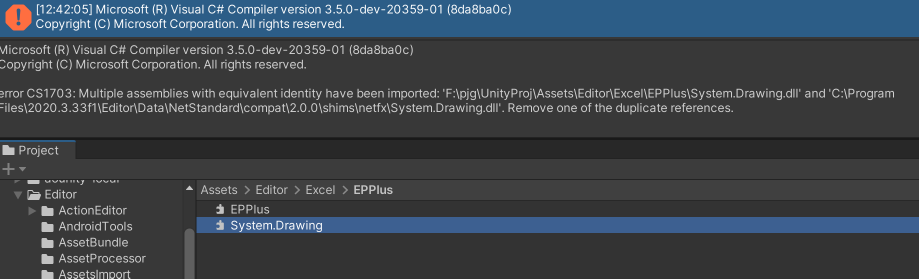 [12:42:05] Microsoft (R) Visual C# Compiler version 3.5.0-dev-20359-01 (8da8ba0c)
Copyright (C) Microsoft Corporation. All rights reserved.
Microsoft (R) Visual C# Compiler version 3.5.0-dev-20359-01 (8da8ba0c)
Copyright (C) Microsoft Corporation. All rights reserved.
error CS1703: Multiple assemblies with equivalent identity have been imported: 'F:\pjg\UnityProj\Assets\Editor\Excel\EPPlus\System.Drawing.dll' and 'C:\Program
Files\2020.3.33f1\Editor\Data\NetStandard\compat\2.0.0\shims\netfx\System.Drawing.dll'. Remove one of the duplicate references.
Project
Editor
ActionEditor
AndroidTools
AssetBundle
AssetProcessor
AssetsImport
Assets > Editor > Excel > EPPlus
EPPlus
System.Drawing